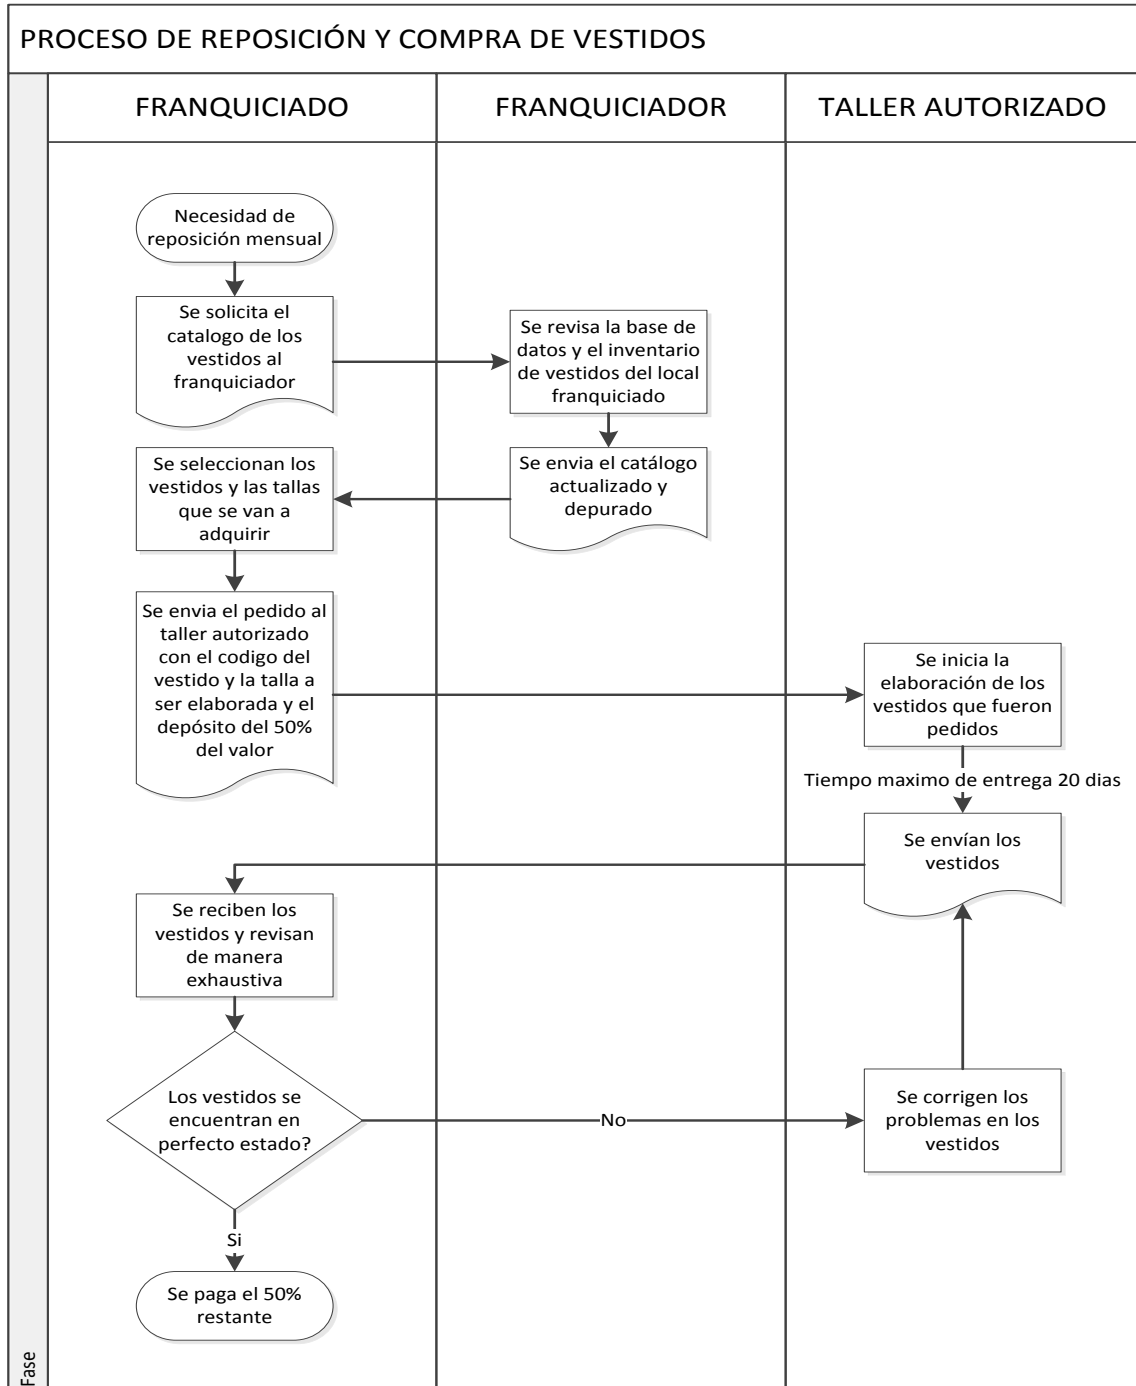 PROCESO DE REPOSICIÓN Y COMPRA DE VESTIDOS
FRANQUICIADO
FRANQUICIADOR
TALLER AUTORIZADO
Necesidad de
reposición mensual
Se solicita el
catalogo de los
vestidos al
franquiciador
Se revisa la base de
datos y el inventario
de vestidos del local
franquiciado
Se envia el catálogo
actualizado y
depurado
Se seleccionan los
vestidos y las tallas
que se van a
adquirir
Se envia el pedido al
taller autorizado
con el codigo del
vestido y la talla a
ser elaborada y el
depósito del 50%
del valor
Se inicia la
elaboración de los
vestidos que fueron
pedidos
Tiempo maximo de entrega 20 dias
Se envían los
vestidos
Se reciben los
vestidos y revisan
de manera
exhaustiva
Los vestidos se
encuentran en
perfecto estado?
No
Se corrigen los
problemas en los
vestidos
Si
Se paga el 50%
restante
Fase